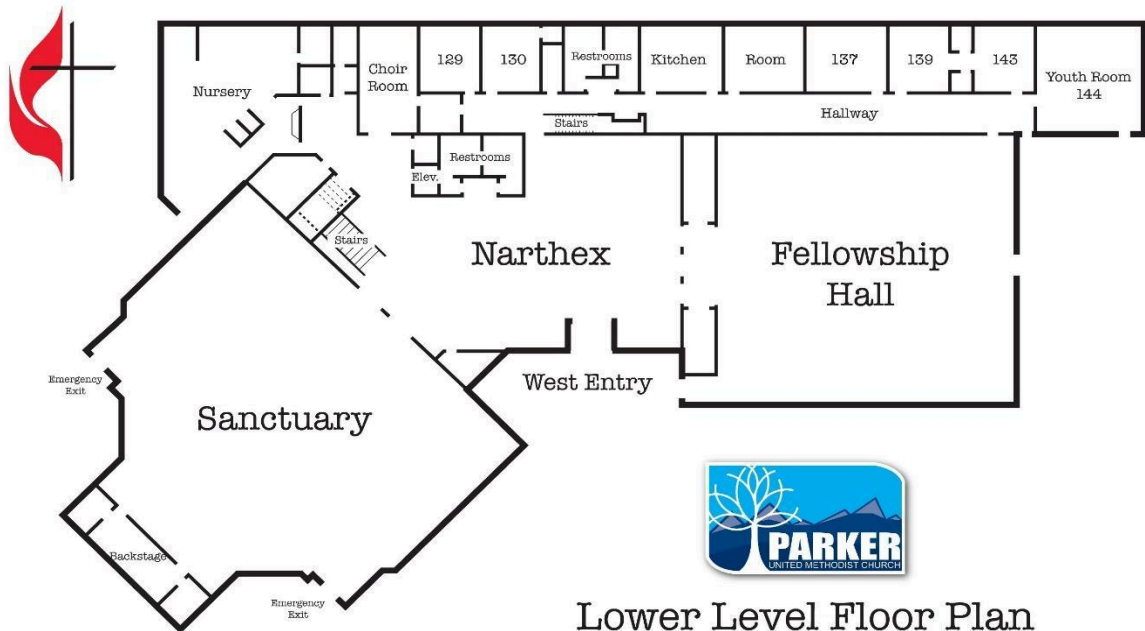 Nursery
Choir
Room
129
130
Restrooms
Kitchen
Room
137
139
143
Youth Room
144
Hallway
Stairs
Restrooms
Elev.
Stairs
Narthex
Fellowship
Hall
West Entry
Emergency
Exit
Sanctuary
Backstage
Emergency
Exit
PARKER
UNITED METHODIST CHURCH
Lower Level Floor Plan